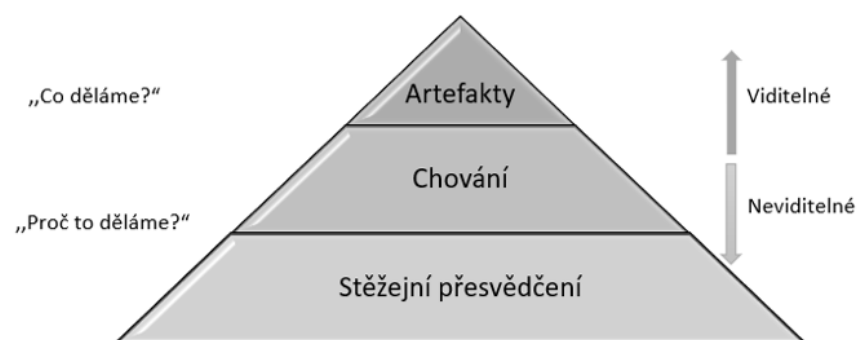 Artefakty
„Co děláme?“
Viditelné
Chování
„Proč to děláme?“
Neviditelné
Stěžejní přesvědčení